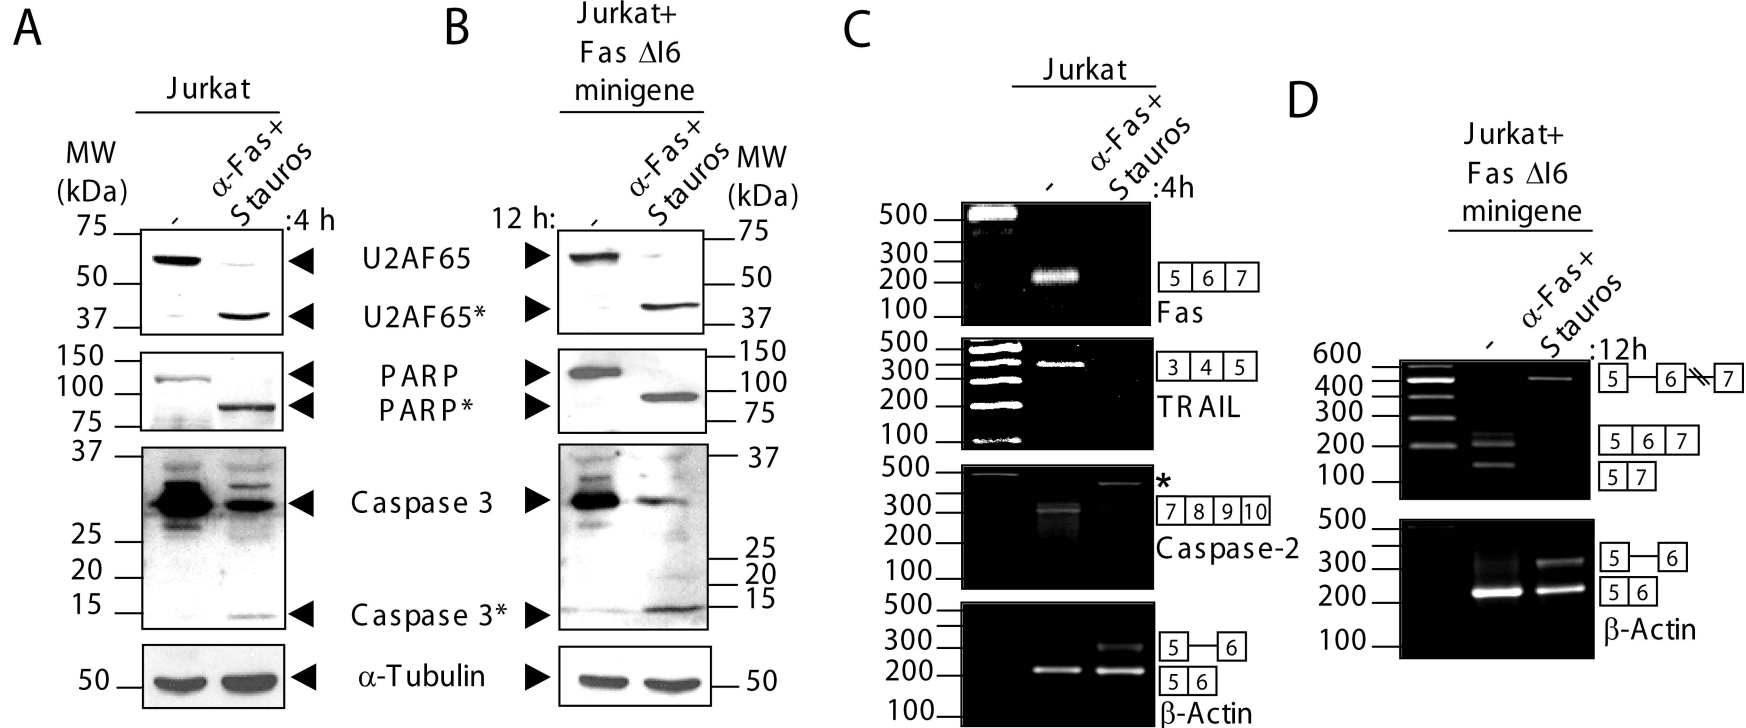 A
Jurkat
MW
(kDa)
-
α-Fas+
Stauros
:4 h
75
50
37
150
100
75
37
25
20
15
50
U2AF65
U2AF65*
PARP
PARP*
Caspase 3
Caspase 3*
α-Tubulin
B
Jurkat+
Fas ΔI6
minigene
12 h:
-
α-Fas+
Stauros
MW
(kDa)
75
50
37
150
100
75
37
25
20
15
50
C
Jurkat
-
α-Fas+
Stauros
:4h
500
300
200
100
5 6 7
Fas
500
300
200
100
3 4 5
TRAIL
500
300
200
100
*
7 8 9 10
Caspase-2
500
300
200
100
5 6
5 6
β-Actin
D
Jurkat+
Fas ΔI6
minigene
-
α-Fas+
Stauros
:12h
600
400
300
200
100
5 6 7
5 6 7
5 7
500
300
200
100
5 6
5 6
β-Actin